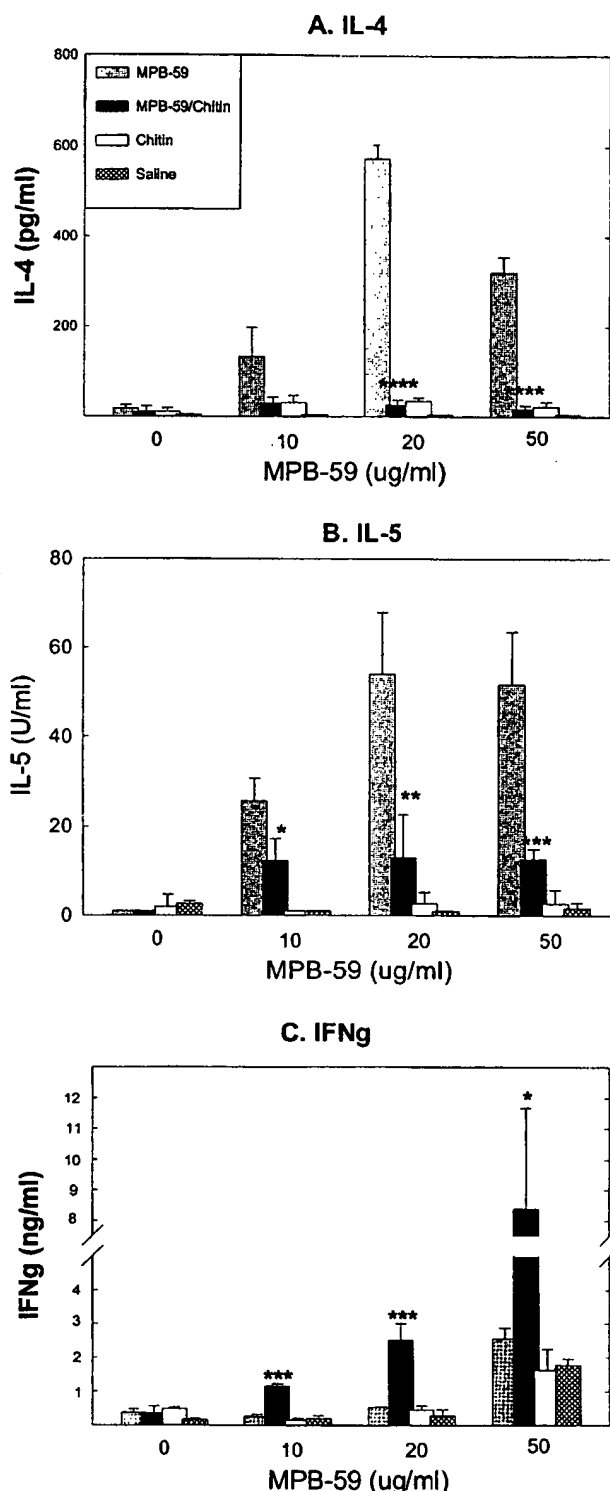 A. IL-4
800
600
400
200
IL-4 (pg/ml)
MPB-59
MPB-59/Chitin
Chitin
Saline
****
****
0 10 20 50
MPB-59 (ug/ml)
B. IL-5
80
60
40
20
0
IL-5 (U/ml)
*
**
***
0 10 20 50
MPB-59 (ug/ml)
C. IFNg
12
11
10
9
8
4
3
2
1
IFNg (ng/ml)
***
***
*
0 10 20 50
MPB-59 (ug/ml)